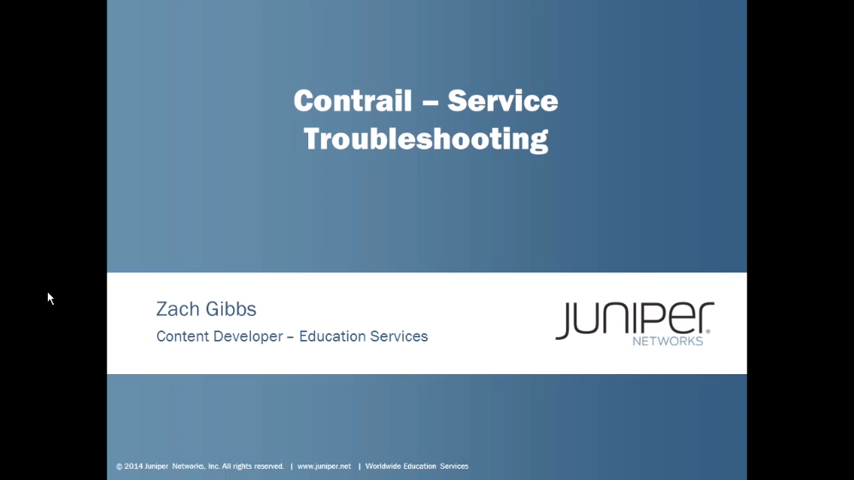 Contrail – Service
Troubleshooting
Zach Gibbs
Content Developer – Education Services
JUNIPER
NETWORKS
© 2014 Juniper Networks, Inc. All rights reserved. | www.juniper.net | Worldwide Education Services